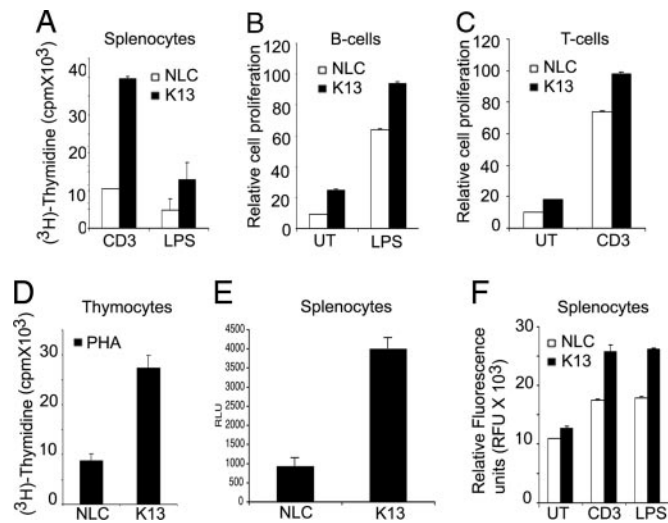 A
Splenocytes
(³H)-Thymidine (cpmX10³)
40
30
20
10
0
NLC
K13
CD3 LPS
B
B-cells
Relative cell proliferation
120
100
80
60
40
20
0
NLC
K13
UT LPS
C
T-cells
Relative cell proliferation
120
100
80
60
40
20
0
NLC
K13
UT CD3
D
Thymocytes
(³H)-Thymidine (cpmX10³)
30
20
10
0
PHA
NLC K13
E
Splenocytes
RLU
4500
4000
3500
3000
2500
2000
1500
1000
500
0
NLC K13
F
Splenocytes
Relative Fluorescence
units (RFU X 10³)
30
20
10
0
NLC
K13
UT CD3 LPS